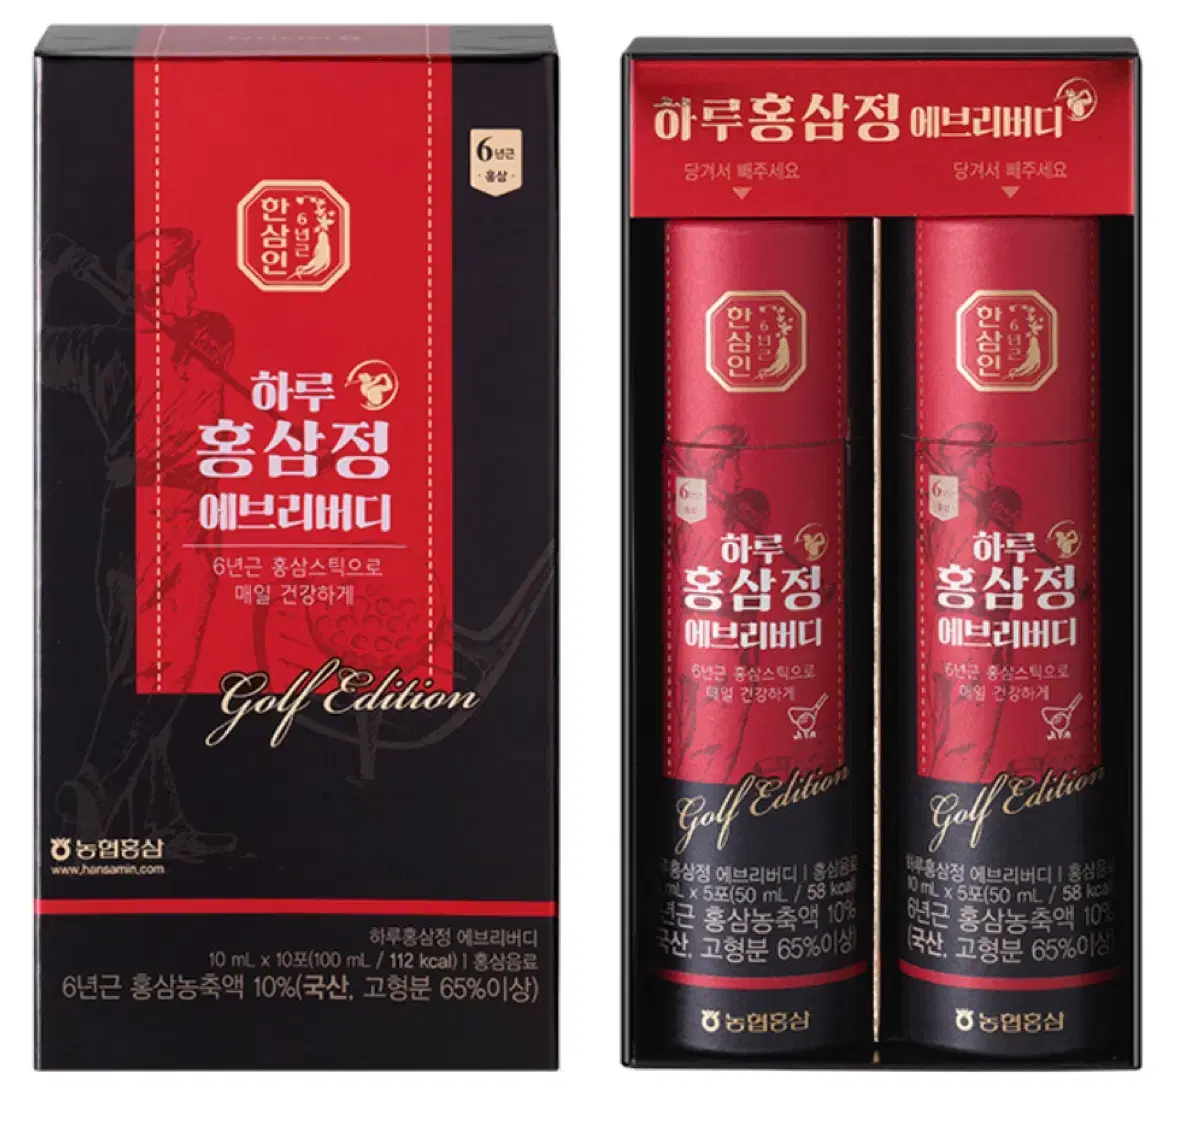 6년근
홍삼
한삼인
6년근
하루
홍삼정
에브리버디
6년근 홍삼스틱으로
매일 건강하게
Golf Edition
농협홍삼
www.hansamin.com
하루홍삼정 에브리버디
10 mL x 10포(100 mL / 112 kcal) | 홍삼음료
6년근 홍삼농축액 10%(국산, 고형분 65%이상)
하루홍삼정 에브리버디
당겨서 빼주세요
당겨서 빼주세요
한삼인
6년근
6년근
홍삼
하루
홍삼정
에브리버디
6년근 홍삼스틱으로
매일 건강하게
Golf Edition
루홍삼정 에브리버디 | 홍삼음료
mL x 5포(50 mL / 58 kcal
년근 홍삼농축액 10%
국산, 고형분 65%이상)
농협홍삼
한삼인
6년근
6년근
홍삼
하루
홍삼정
에브리버디
6년근 홍삼스틱으로
매일 건강하게
Golf Edition
하루홍삼정 에브리버디 | 홍삼음료
10 mL x 5포(50 mL / 58 kcal
6년근 홍삼농축액 10%
(국산, 고형분 65%이상)
농협홍삼